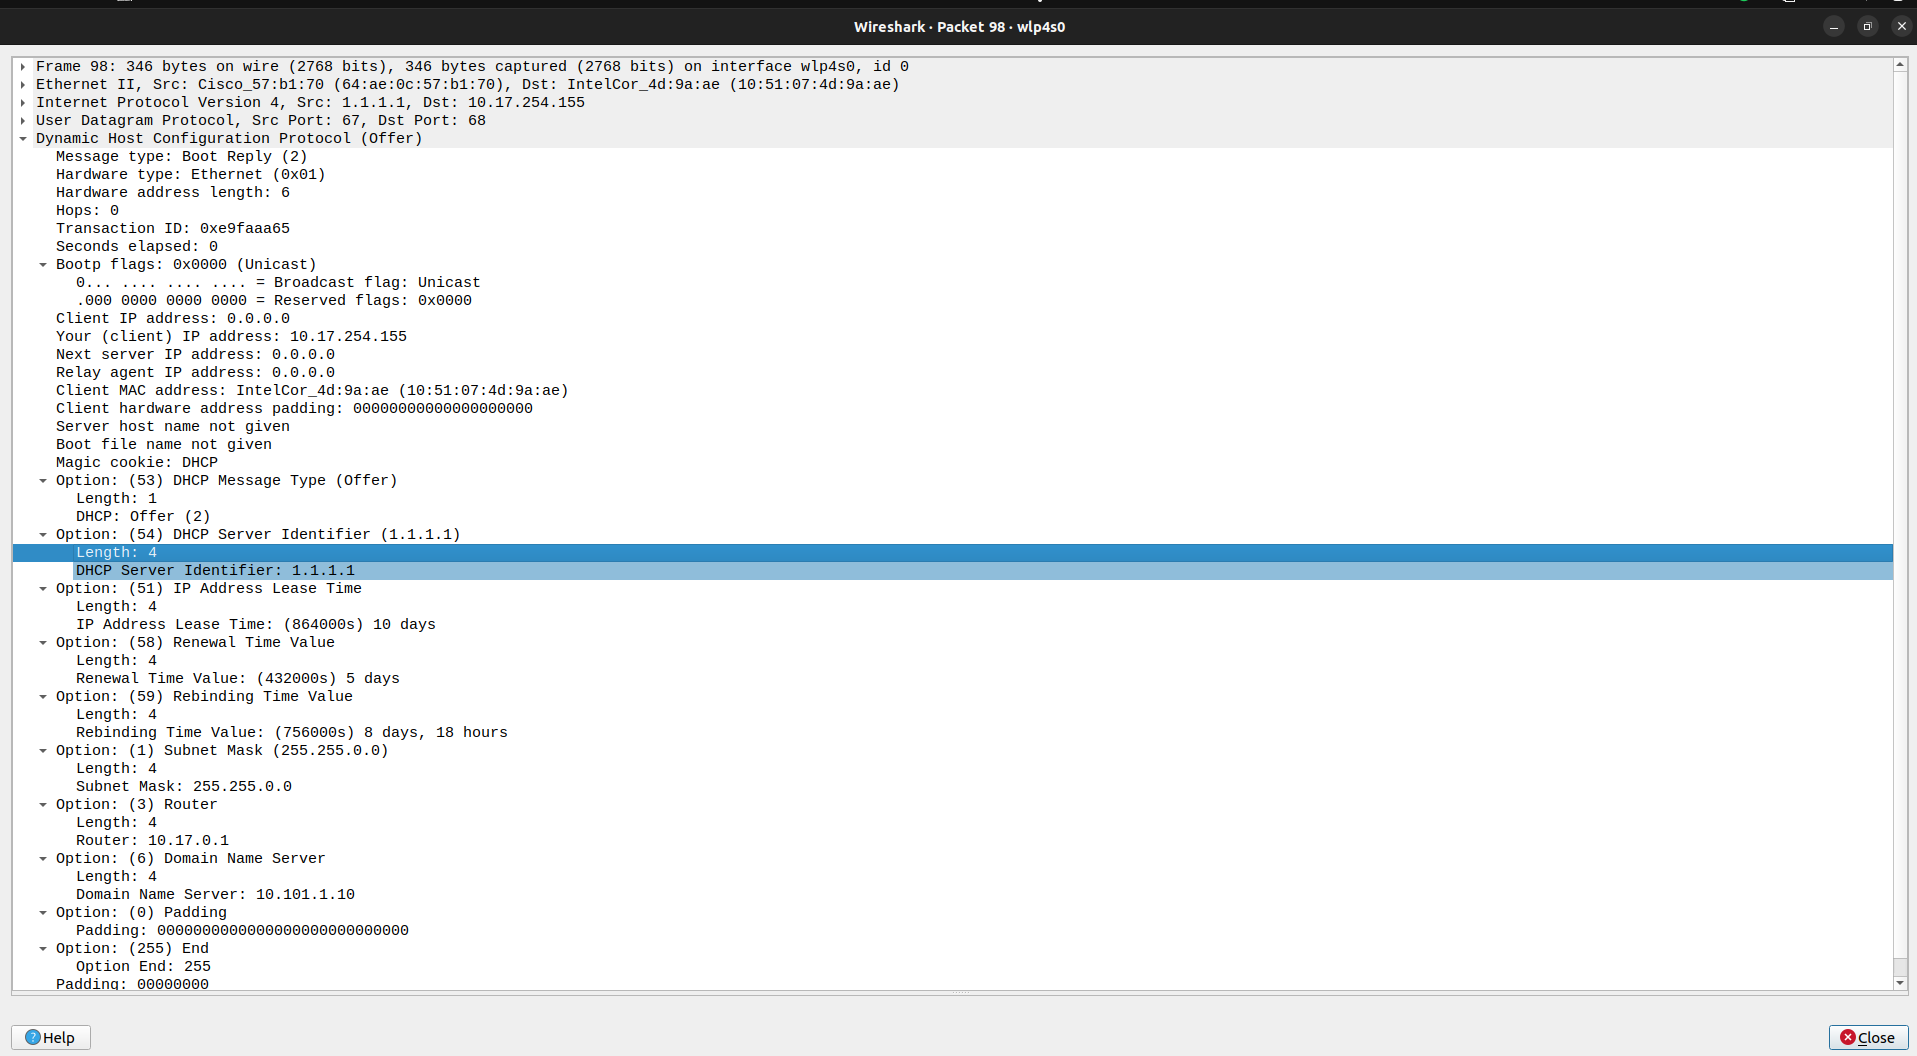 Wireshark · Packet 98 · wlp4s0
Frame 98: 346 bytes on wire (2768 bits), 346 bytes captured (2768 bits) on interface wlp4s0, id 0
Ethernet II, Src: Cisco_57:b1:70 (64:ae:0c:57:b1:70), Dst: IntelCor_4d:9a:ae (10:51:07:4d:9a:ae)
Internet Protocol Version 4, Src: 1.1.1.1, Dst: 10.17.254.155
User Datagram Protocol, Src Port: 67, Dst Port: 68
Dynamic Host Configuration Protocol (Offer)
Message type: Boot Reply (2)
Hardware type: Ethernet (0x01)
Hardware address length: 6
Hops: 0
Transaction ID: 0xe9faaa65
Seconds elapsed: 0
Bootp flags: 0x0000 (Unicast)
0... .... .... .... = Broadcast flag: Unicast
.000 0000 0000 0000 = Reserved flags: 0x0000
Client IP address: 0.0.0.0
Your (client) IP address: 10.17.254.155
Next server IP address: 0.0.0.0
Relay agent IP address: 0.0.0.0
Client MAC address: IntelCor_4d:9a:ae (10:51:07:4d:9a:ae)
Client hardware address padding: 00000000000000000000
Server host name not given
Boot file name not given
Magic cookie: DHCP
Option: (53) DHCP Message Type (Offer)
Length: 1
DHCP: Offer (2)
Option: (54) DHCP Server Identifier (1.1.1.1)
Length: 4
DHCP Server Identifier: 1.1.1.1
Option: (51) IP Address Lease Time
Length: 4
IP Address Lease Time: (864000s) 10 days
Option: (58) Renewal Time Value
Length: 4
Renewal Time Value: (432000s) 5 days
Option: (59) Rebinding Time Value
Length: 4
Rebinding Time Value: (756000s) 8 days, 18 hours
Option: (1) Subnet Mask (255.255.0.0)
Length: 4
Subnet Mask: 255.255.0.0
Option: (3) Router
Length: 4
Router: 10.17.0.1
Option: (6) Domain Name Server
Length: 4
Domain Name Server: 10.101.1.10
Option: (0) Padding
Padding: 0000000000000000000000000000
Option: (255) End
Option End: 255
Padding: 00000000
Help
Close